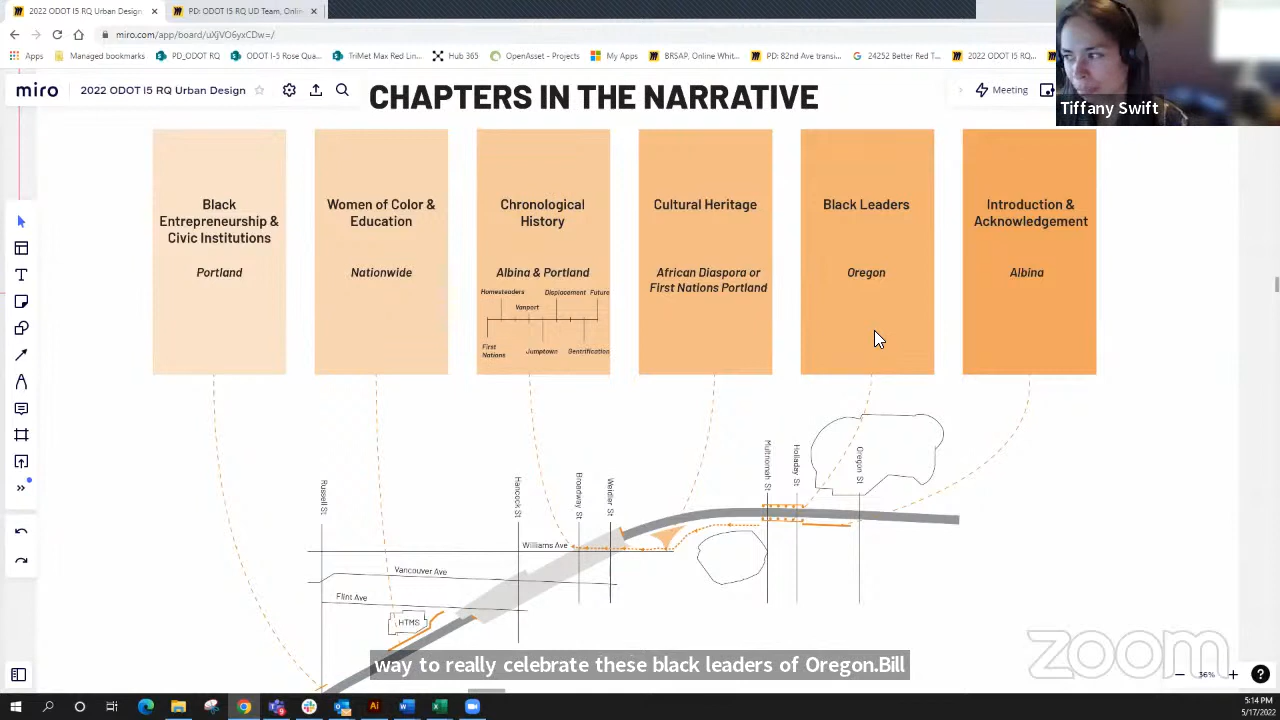 2022 ODOT I5 RQ Urban Design
PD: ODOT I5 RQ UD Team, Onlin
miro.com/app/board/uXjVO6yxCDw=/
Apps
Managed bookmarks
PD_ODOT RQ
ODOT I-5 Rose Qua...
TriMet Max Red Lin...
Hub 365
OpenAsset - Projects
My Apps
BRSAP, Online Whit...
PD: 82nd Ave transi...
24252 Better Red T...
2022 ODOT I5 RQ...
miro
2022 ODOT I5 RQ Urban Design
Meeting
Tiffany Swift
CHAPTERS IN THE NARRATIVE
Black
Entrepreneurship &
Civic Institutions
Portland
Women of Color &
Education
Nationwide
Chronological
History
Albina & Portland
Homesteaders
Displacement
Future
Vanport
First
Nations
Jumptown
Gentrification
Cultural Heritage
African Diaspora or
First Nations Portland
Black Leaders
Oregon
Introduction &
Acknowledgement
Albina
Russell St
Hancock St
Broadway St
Weidler St
Multnomah St
Holladay St
Oregon St
Williams Ave
Vancouver Ave
Flint Ave
HTMS
way to really celebrate these black leaders of Oregon.Bill
zoom
36%
5:14 PM
5/17/2022